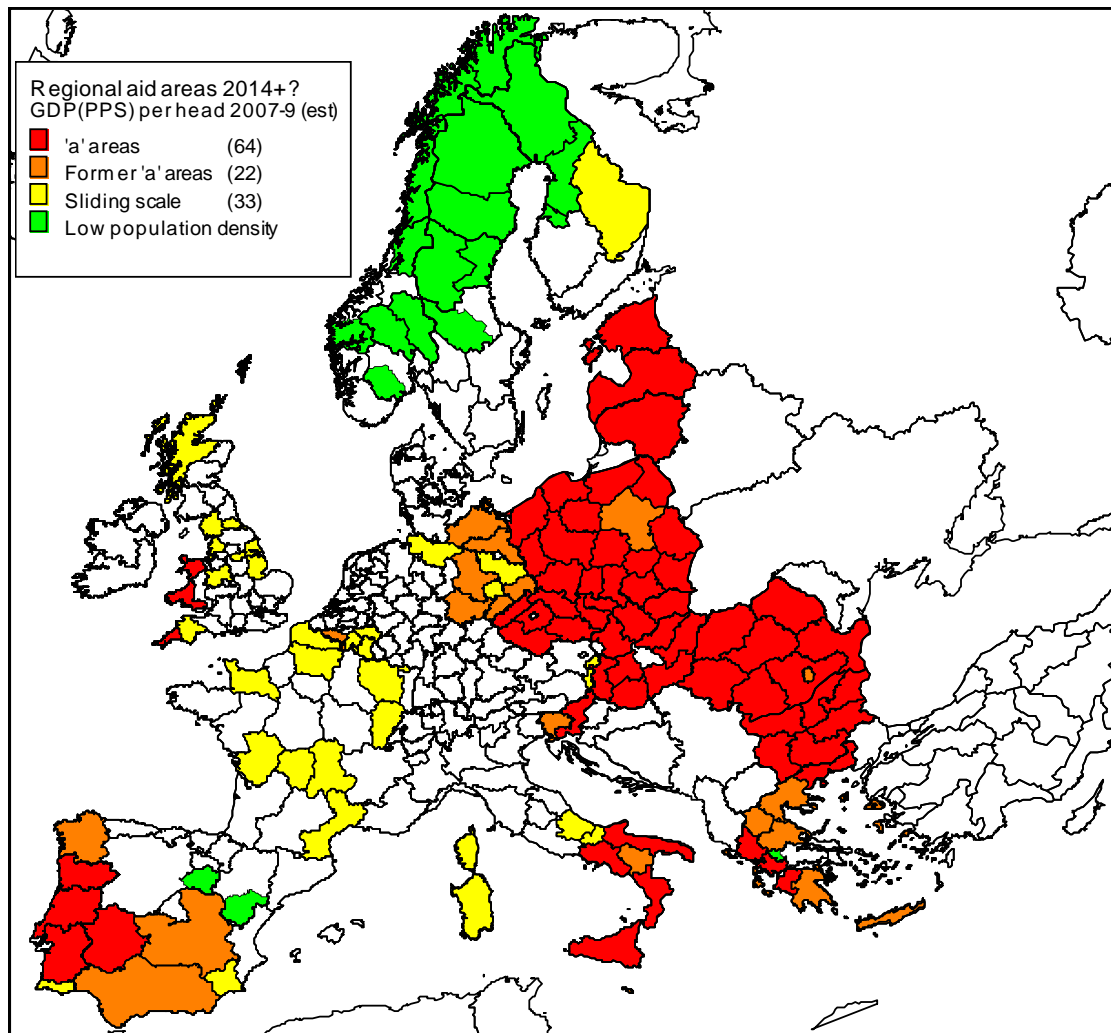 Regional aid areas 2014+?
GDP(PPS) per head 2007-9 (est)
'a' areas (64)
Former 'a' areas (22)
Sliding scale (33)
Low population density